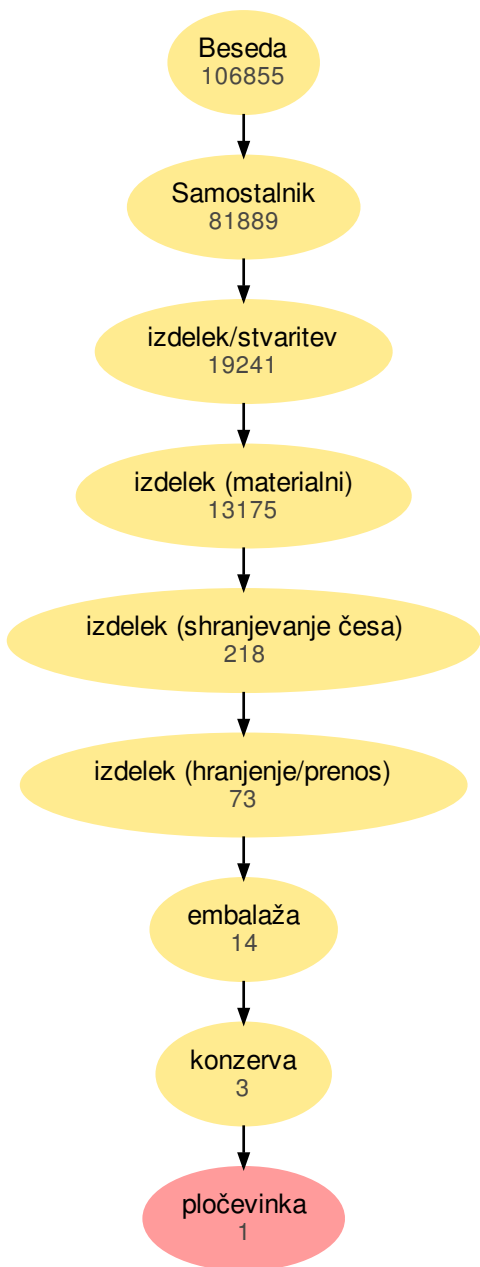 Beseda
106855
Samostalnik
81889
izdelek/stvaritev
19241
izdelek (materialni)
13175
izdelek (shranjevanje česa)
218
izdelek (hranjenje/prenos)
73
embalaža
14
konzerva
3
pločevinka
1